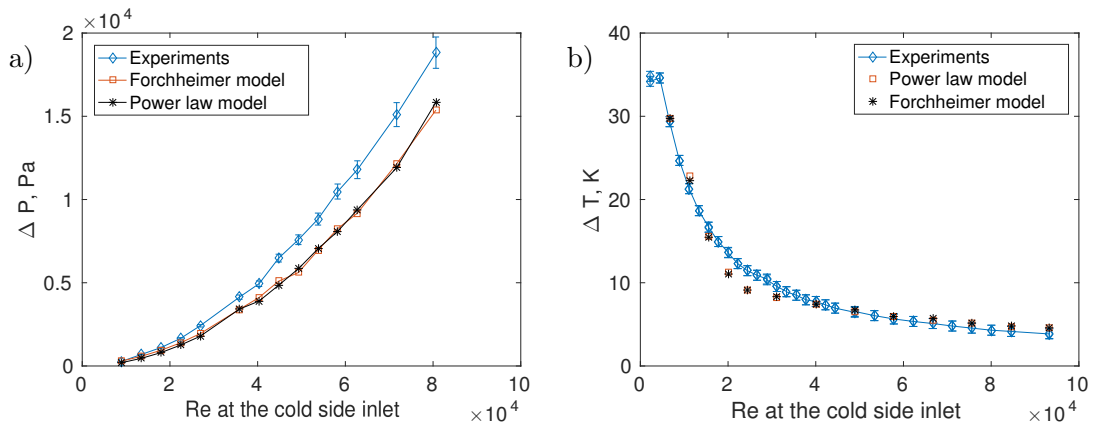 a)
×10^4
2
1.5
1
0.5
0
Δ P, Pa
Experiments
Forchheimer model
Power law model
0 2 4 6 8 10
Re at the cold side inlet
×10^4
b)
40
30
20
10
0
Δ T, K
Experiments
Power law model
Forchheimer model
0 2 4 6 8 10
Re at the cold side inlet
×10^4